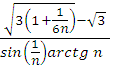 √(3(1+1/(6n)) −√3
sin(1/n)arctg n